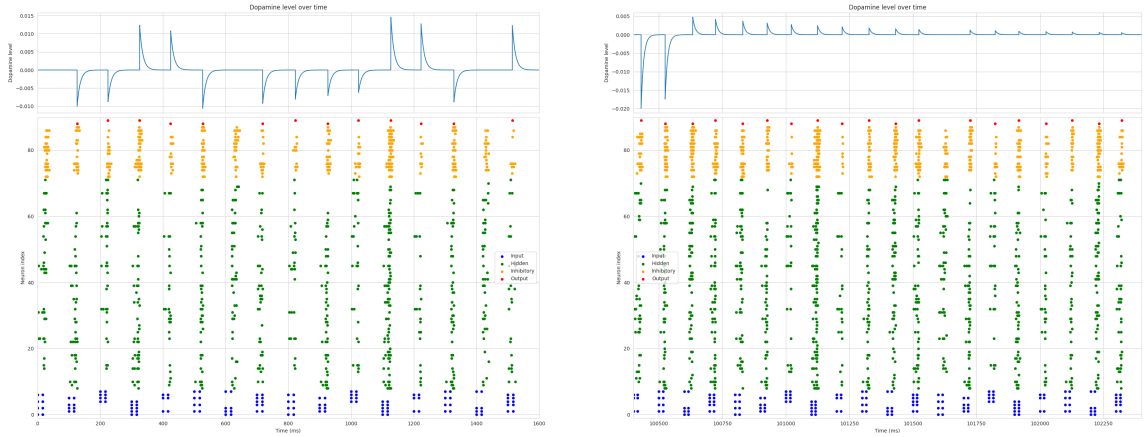 Dopamine level over time
Dopamine level
0.015
0.010
0.005
0.000
−0.005
−0.010
Neuron index
80
60
40
20
0
Input
Hidden
Inhibitory
Output
0
200
400
600
800
1000
1200
1400
1600
Time (ms)
Dopamine level over time
Dopamine level
0.005
0.000
−0.005
−0.010
−0.015
−0.020
Neuron index
80
60
40
20
0
Input
Hidden
Inhibitory
Output
100500
100750
101000
101250
101500
101750
102000
102250
Time (ms)